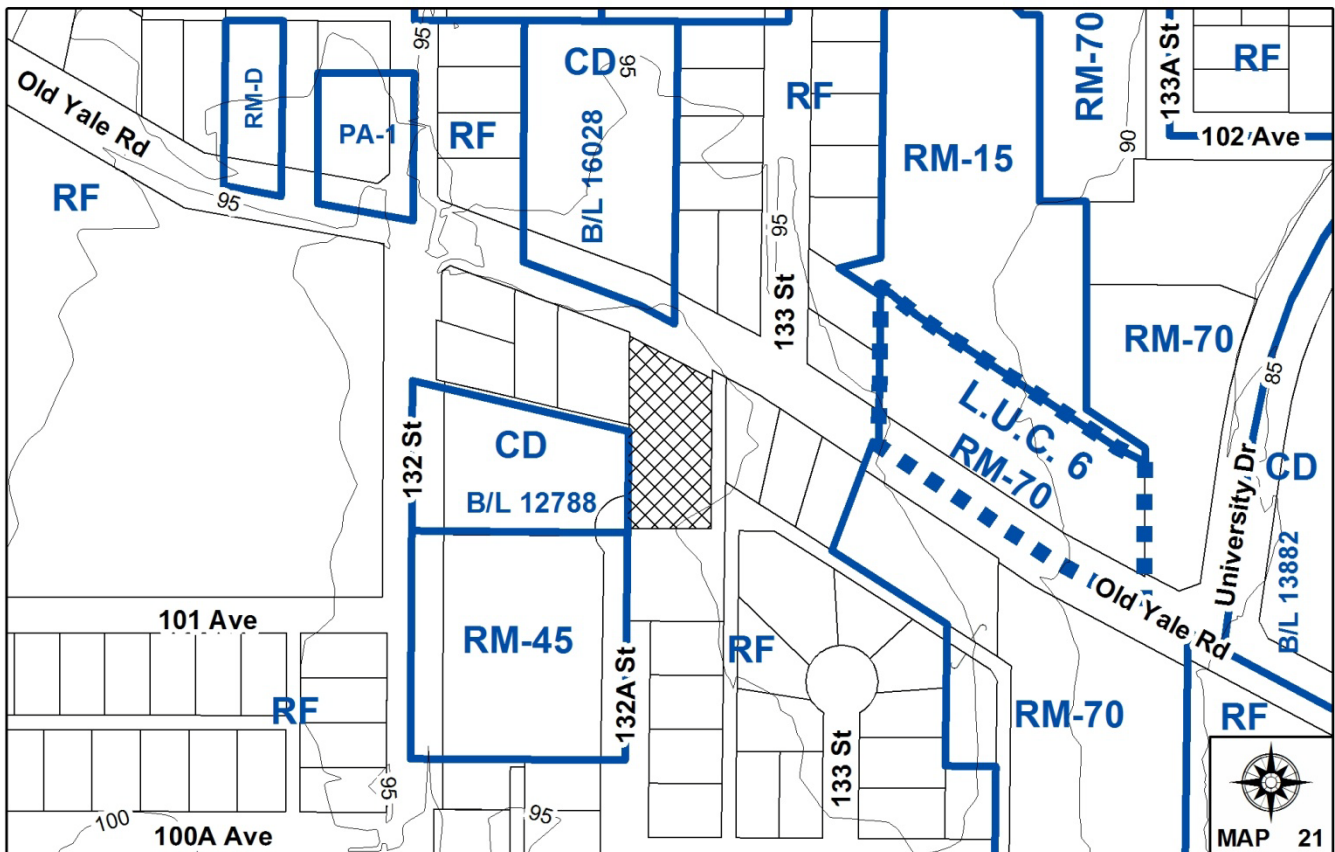 95
CD
95
RM-70
133A St
RF
Old Yale Rd
RM-D
PA-1
RF
B/L 16028
RF
RM-15
90
102 Ave
RF
95
95
133 St
RM-70
85
L.U.C. 6
RM-70
132 St
CD
B/L 12788
University Dr
CD
B/L 13882
Old Yale Rd
101 Ave
RM-45
132A St
RF
RF
133 St
RM-70
RF
95
100
95
100A Ave
MAP 21